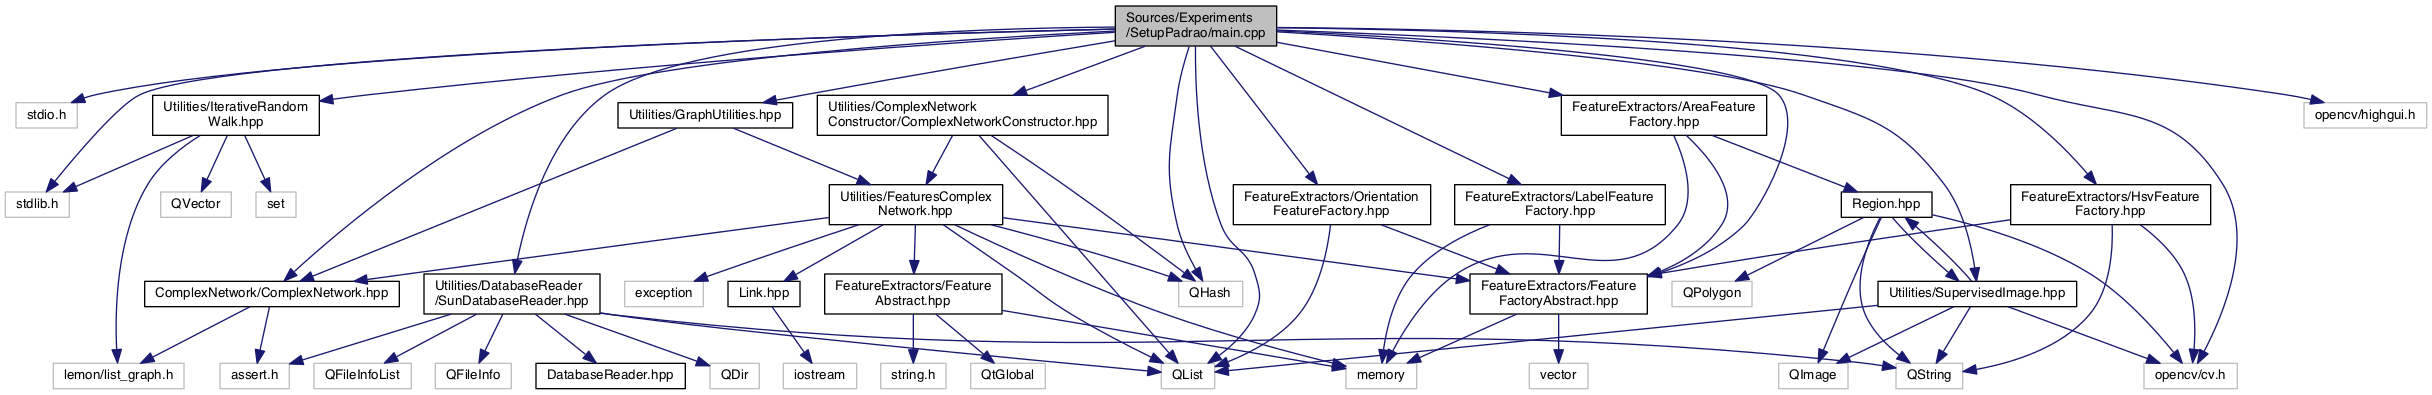 Sources/Experiments
/SetupPadrao/main.cpp
stdio.h
Utilities/IterativeRandom
Walk.hpp
Utilities/GraphUtilities.hpp
Utilities/ComplexNetwork
Constructor/ComplexNetworkConstructor.hpp
FeatureExtractors/AreaFeature
Factory.hpp
opencv/highgui.h
stdlib.h
QVector
set
Utilities/FeaturesComplex
Network.hpp
FeatureExtractors/Orientation
FeatureFactory.hpp
FeatureExtractors/LabelFeature
Factory.hpp
Region.hpp
FeatureExtractors/HsvFeature
Factory.hpp
ComplexNetwork/ComplexNetwork.hpp
Utilities/DatabaseReader
/SunDatabaseReader.hpp
exception
Link.hpp
FeatureExtractors/Feature
Abstract.hpp
QHash
FeatureExtractors/Feature
FactoryAbstract.hpp
QPolygon
Utilities/SupervisedImage.hpp
lemon/list_graph.h
assert.h
QFileInfoList
QFileInfo
DatabaseReader.hpp
QDir
iostream
string.h
QtGlobal
QList
memory
vector
QImage
QString
opencv/cv.h